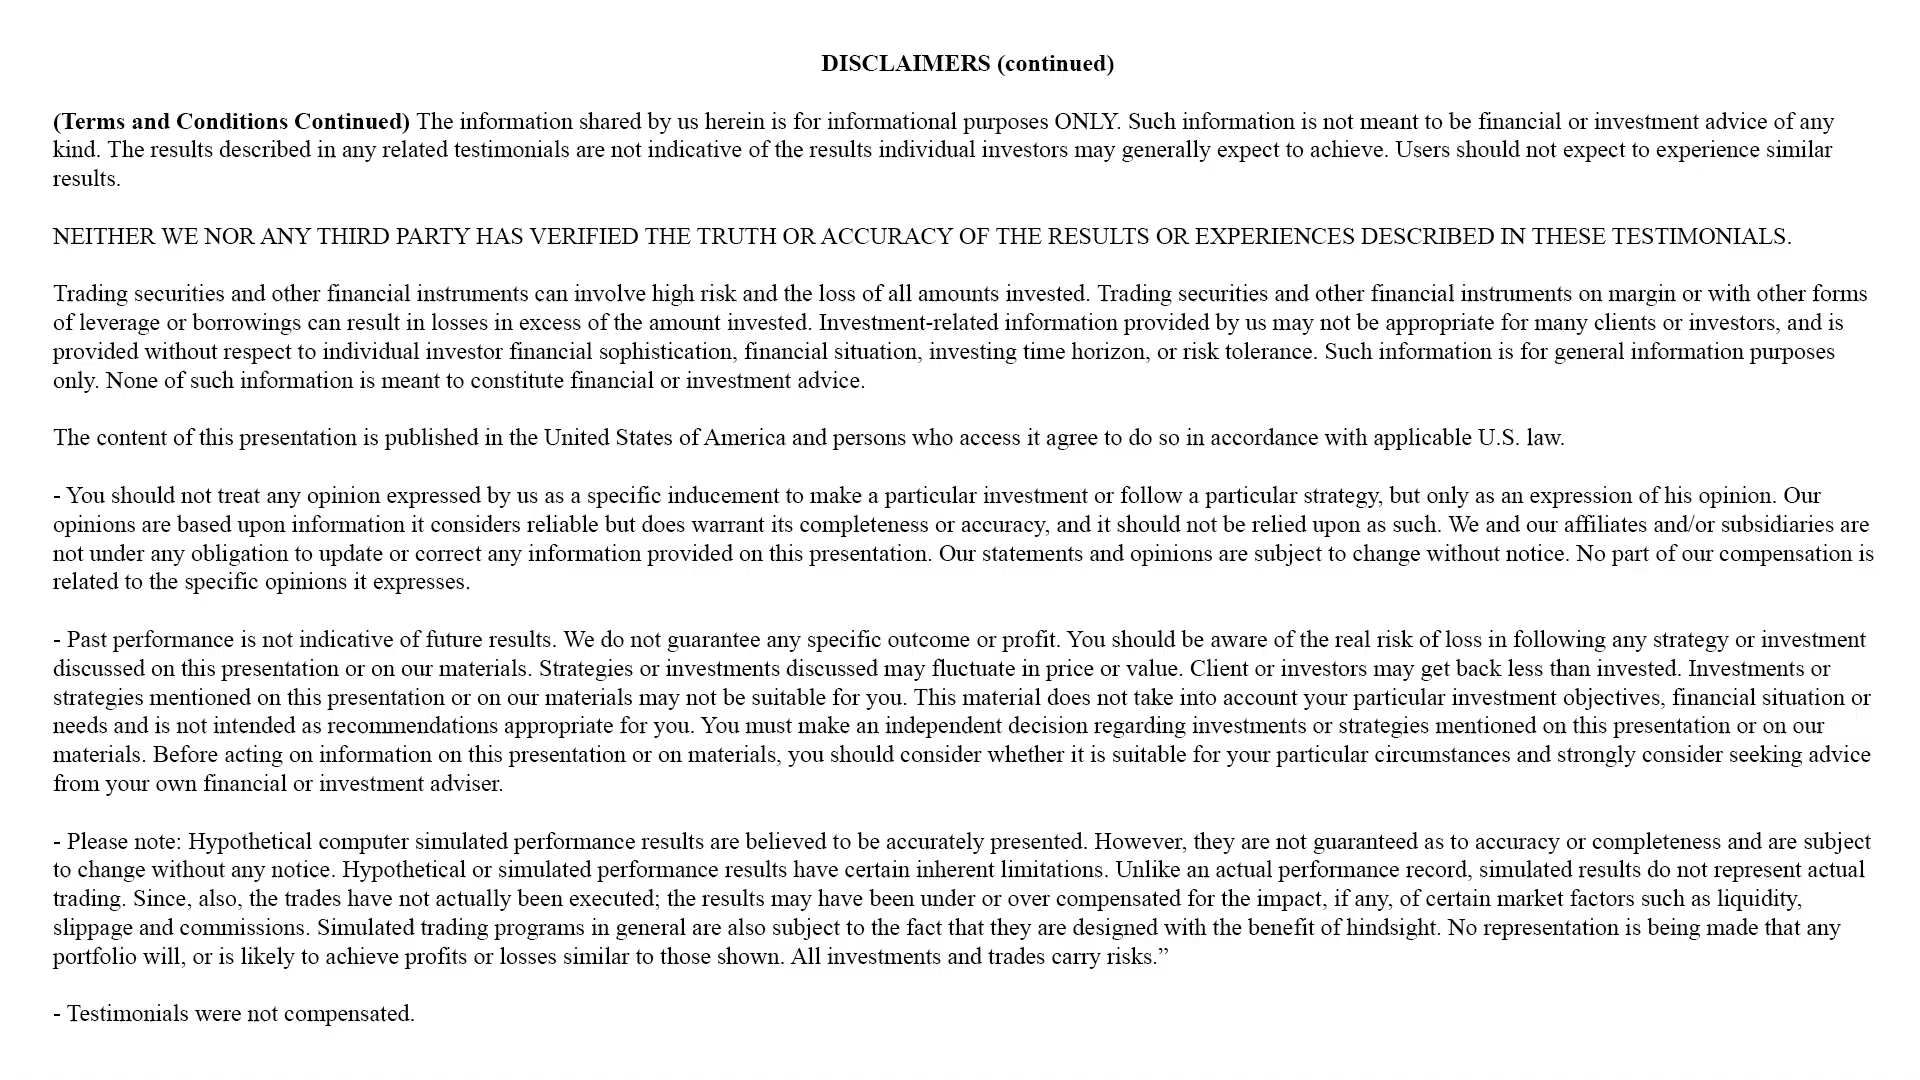 DISCLAIMERS (continued)
(Terms and Conditions Continued) The information shared by us herein is for informational purposes ONLY. Such information is not meant to be financial or investment advice of any
kind. The results described in any related testimonials are not indicative of the results individual investors may generally expect to achieve. Users should not expect to experience similar
results.
NEITHER WE NOR ANY THIRD PARTY HAS VERIFIED THE TRUTH OR ACCURACY OF THE RESULTS OR EXPERIENCES DESCRIBED IN THESE TESTIMONIALS.
Trading securities and other financial instruments can involve high risk and the loss of all amounts invested. Trading securities and other financial instruments on margin or with other forms
of leverage or borrowings can result in losses in excess of the amount invested. Investment-related information provided by us may not be appropriate for many clients or investors, and is
provided without respect to individual investor financial sophistication, financial situation, investing time horizon, or risk tolerance. Such information is for general information purposes
only. None of such information is meant to constitute financial or investment advice.
The content of this presentation is published in the United States of America and persons who access it agree to do so in accordance with applicable U.S. law.
- You should not treat any opinion expressed by us as a specific inducement to make a particular investment or follow a particular strategy, but only as an expression of his opinion. Our
opinions are based upon information it considers reliable but does warrant its completeness or accuracy, and it should not be relied upon as such. We and our affiliates and/or subsidiaries are
not under any obligation to update or correct any information provided on this presentation. Our statements and opinions are subject to change without notice. No part of our compensation is
related to the specific opinions it expresses.
- Past performance is not indicative of future results. We do not guarantee any specific outcome or profit. You should be aware of the real risk of loss in following any strategy or investment
discussed on this presentation or on our materials. Strategies or investments discussed may fluctuate in price or value. Client or investors may get back less than invested. Investments or
strategies mentioned on this presentation or on our materials may not be suitable for you. This material does not take into account your particular investment objectives, financial situation or
needs and is not intended as recommendations appropriate for you. You must make an independent decision regarding investments or strategies mentioned on this presentation or on our
materials. Before acting on information on this presentation or on materials, you should consider whether it is suitable for your particular circumstances and strongly consider seeking advice
from your own financial or investment adviser.
- Please note: Hypothetical computer simulated performance results are believed to be accurately presented. However, they are not guaranteed as to accuracy or completeness and are subject
to change without any notice. Hypothetical or simulated performance results have certain inherent limitations. Unlike an actual performance record, simulated results do not represent actual
trading. Since, also, the trades have not actually been executed; the results may have been under or over compensated for the impact, if any, of certain market factors such as liquidity,
slippage and commissions. Simulated trading programs in general are also subject to the fact that they are designed with the benefit of hindsight. No representation is being made that any
portfolio will, or is likely to achieve profits or losses similar to those shown. All investments and trades carry risks.”
- Testimonials were not compensated.